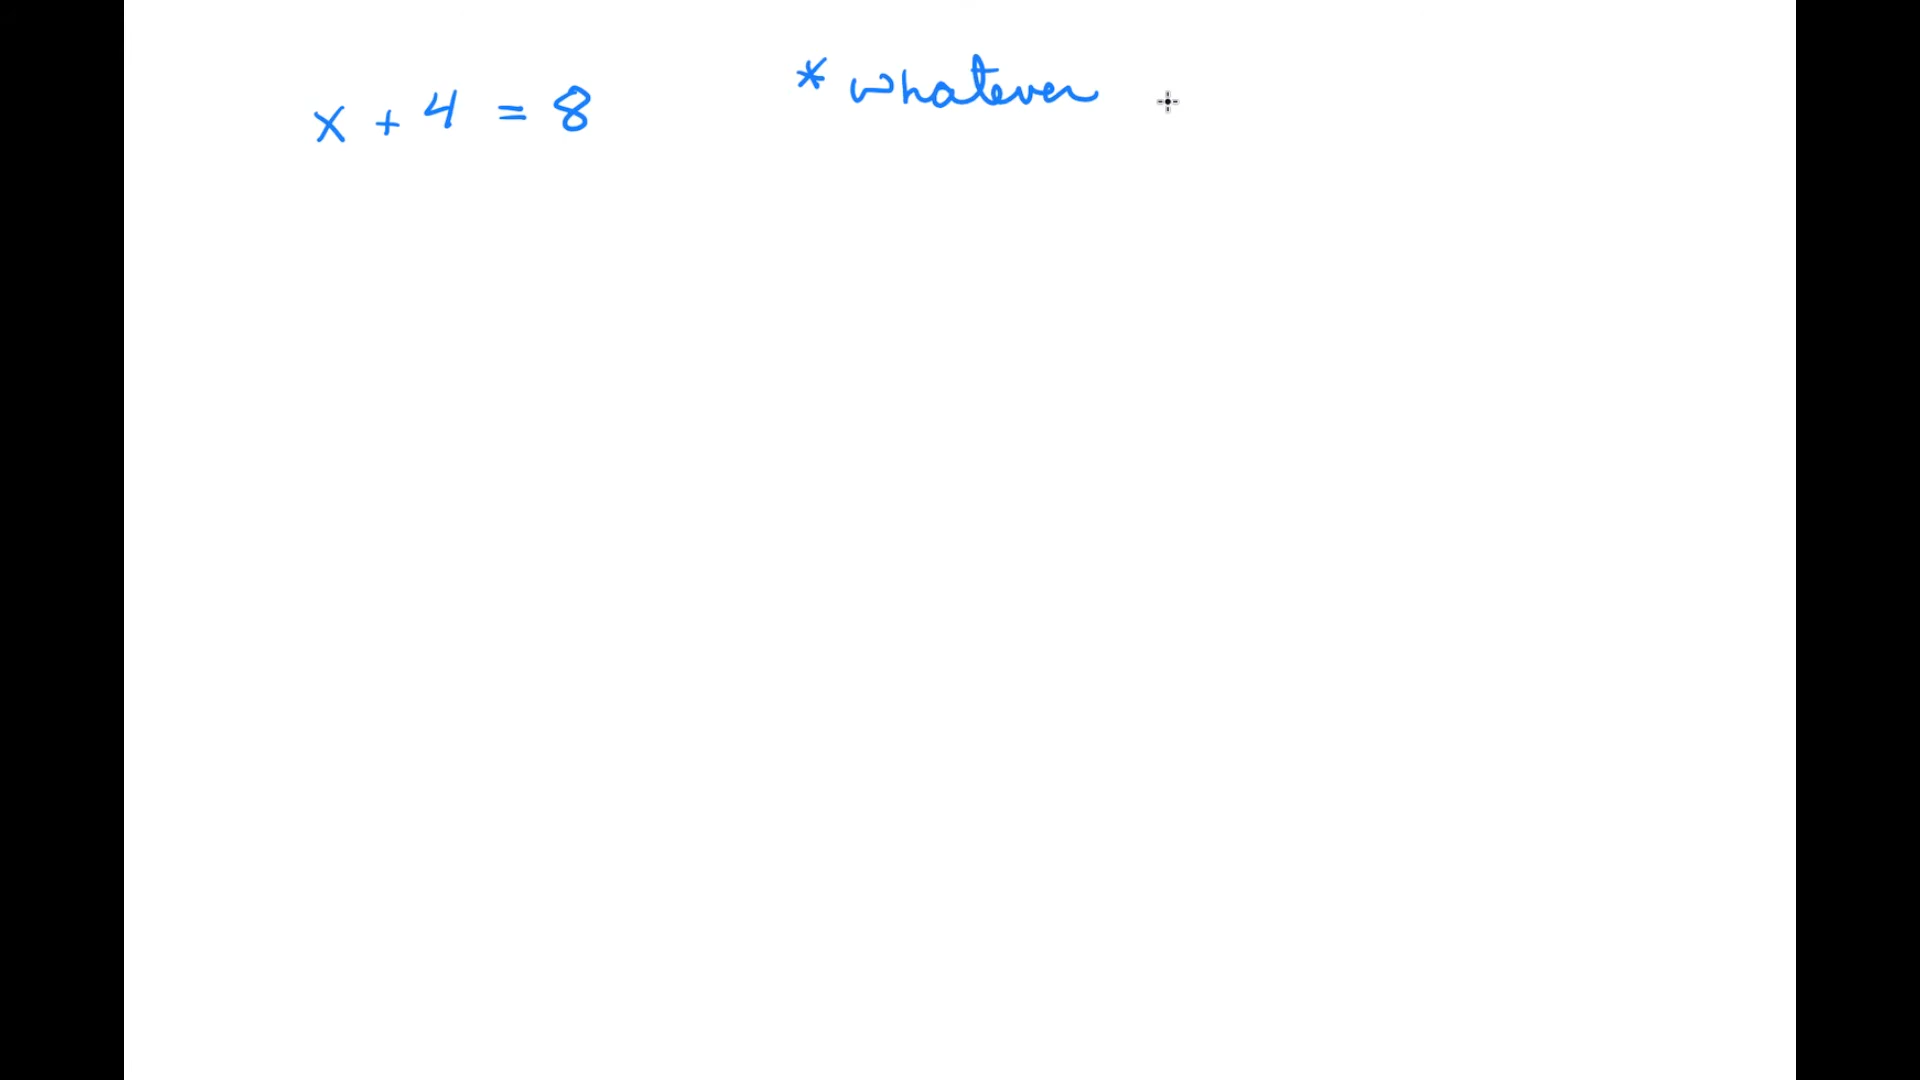 x + 4 = 8
* whatever